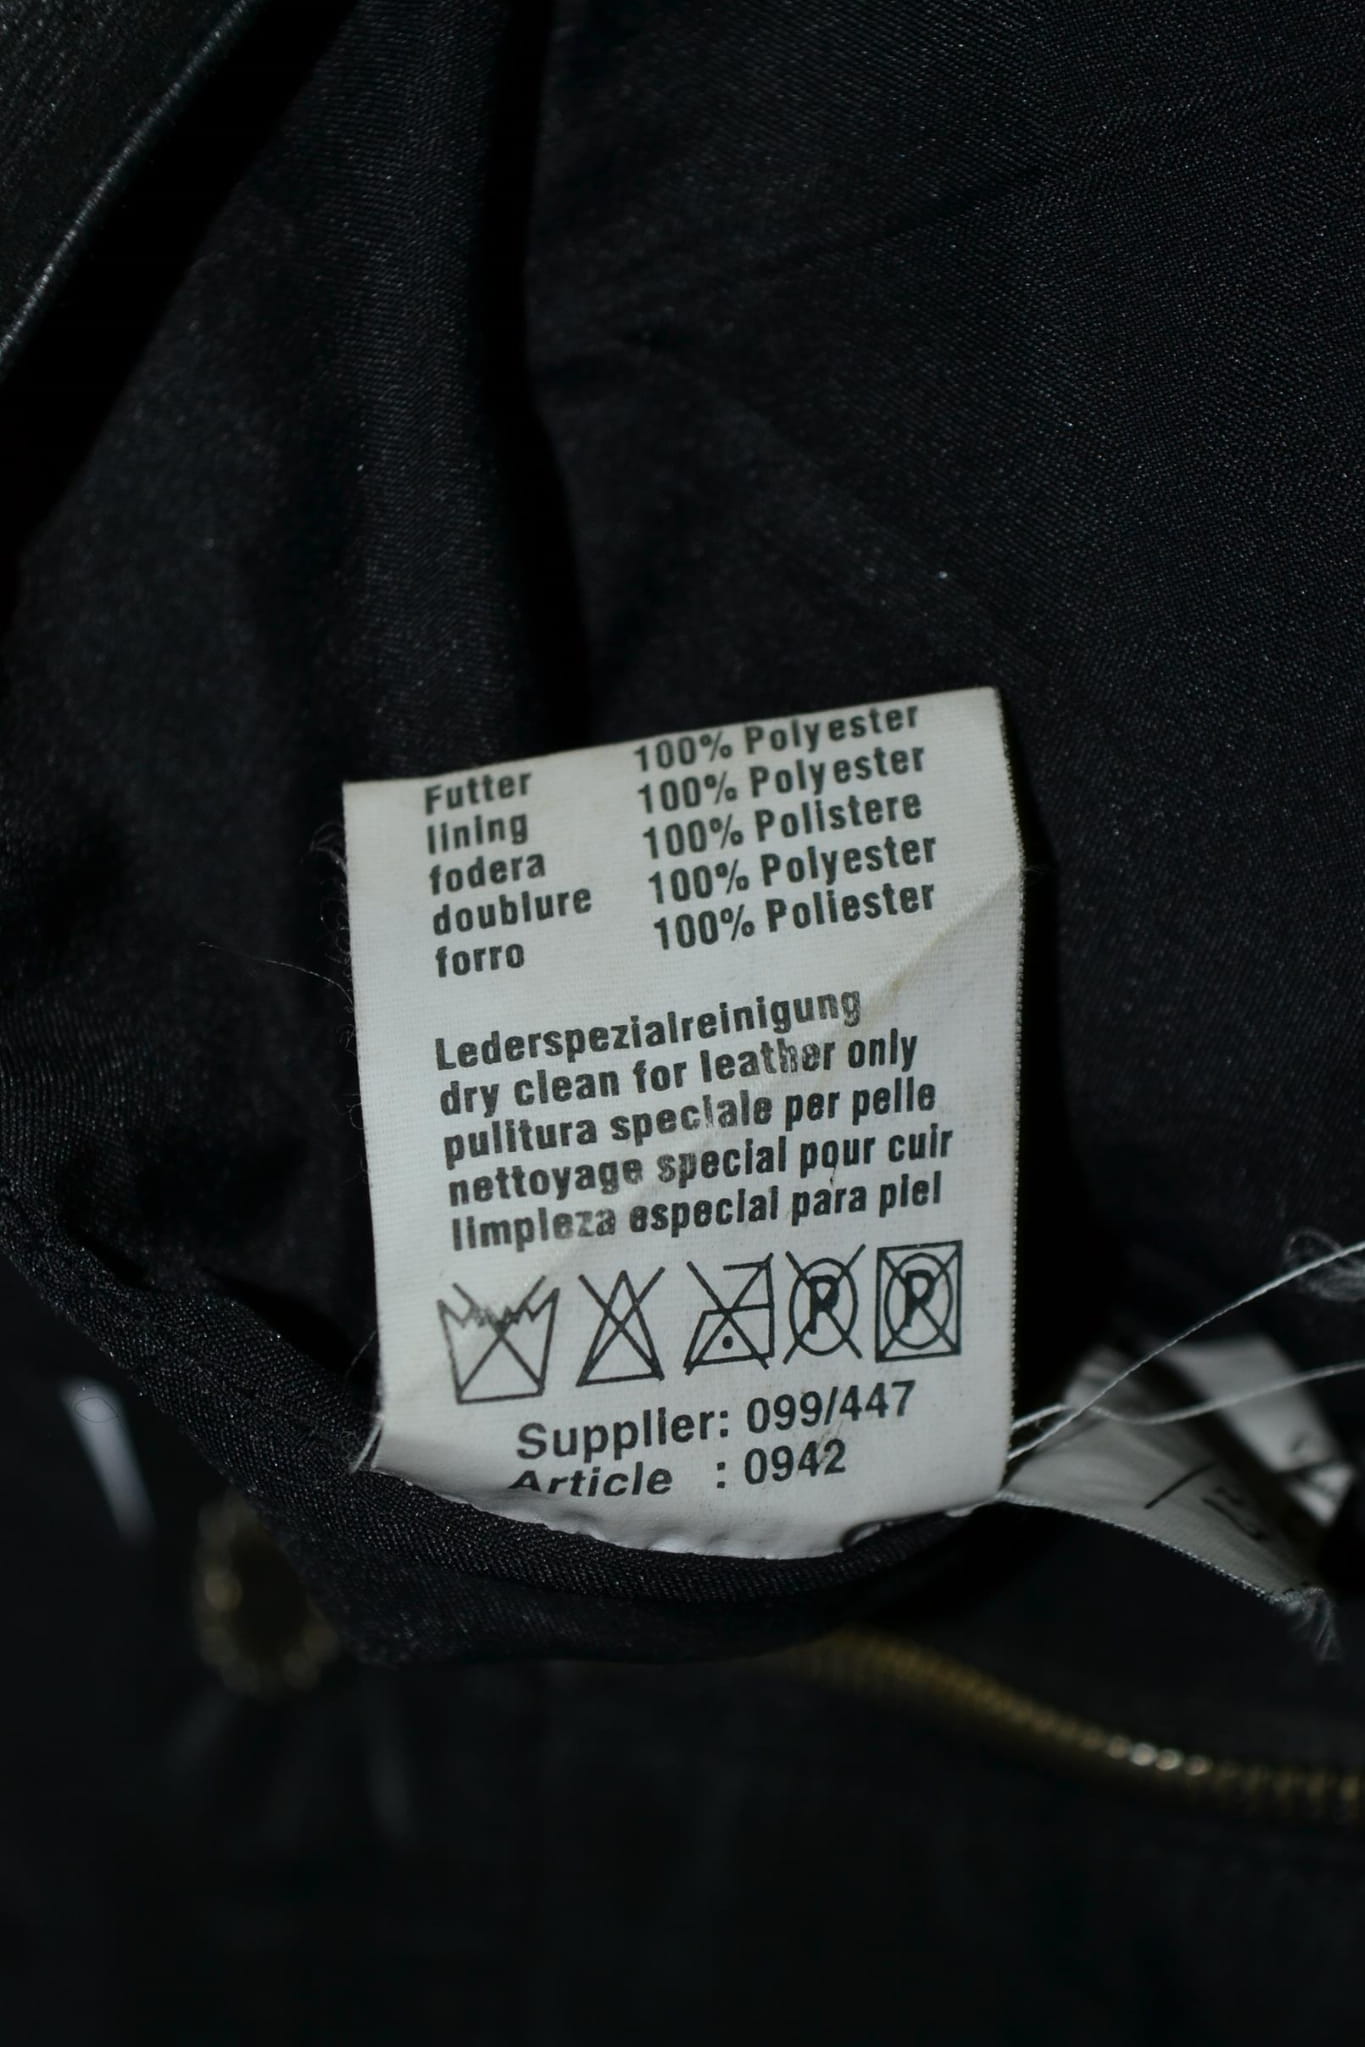 Futter 100% Polyester
lining 100% Polyester
fodera 100% Polistere
doublure 100% Polyester
forro 100% Poliester
Lederspezialreinigung
dry clean for leather only
pulitura speciale per pelle
nettoyage special pour cuir
limpieza especial para piel
P P
Supplier: 099/447
Article : 0942